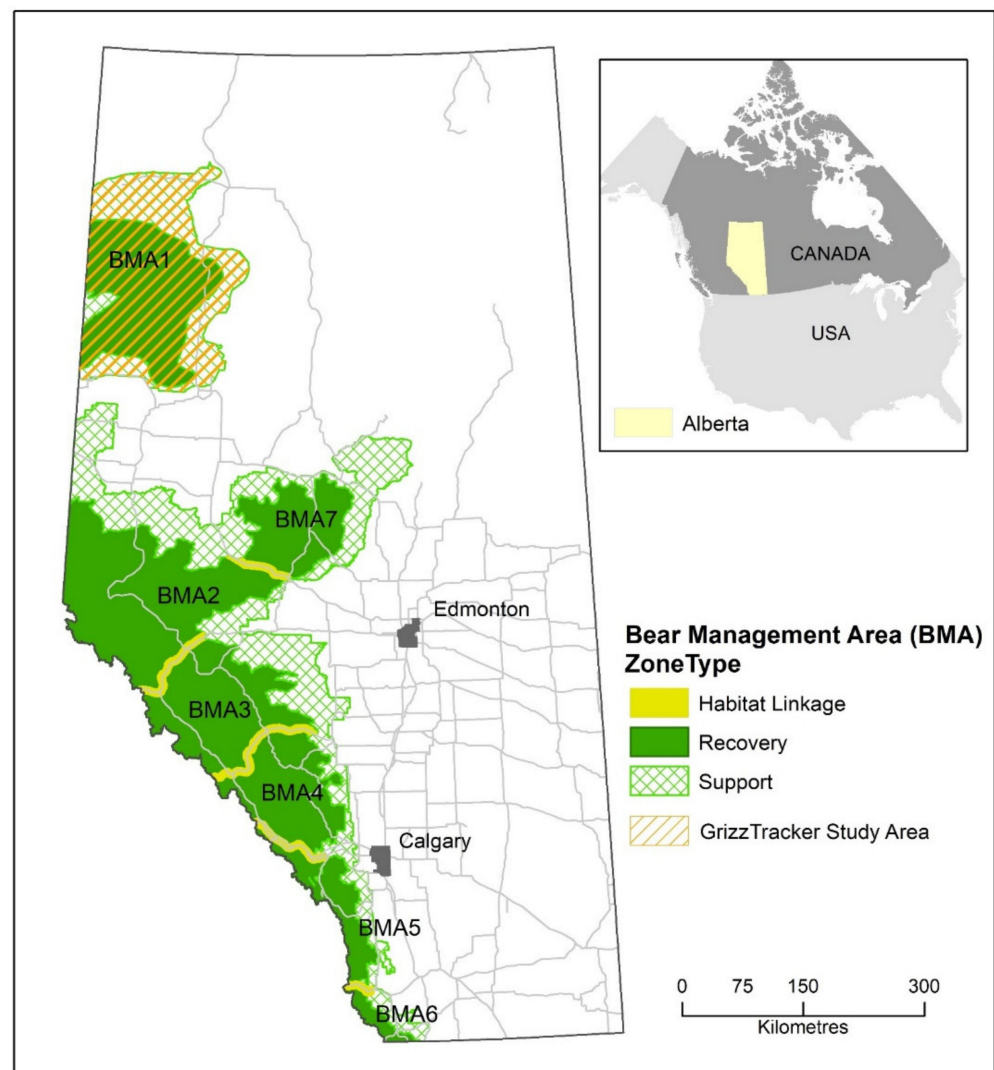 BMA1
BMA7
BMA2
Edmonton
BMA3
BMA4
Calgary
BMA5
BMA6
CANADA
USA
Alberta
Bear Management Area (BMA)
ZoneType
Habitat Linkage
Recovery
Support
GrizzTracker Study Area
0 75 150 300
Kilometres